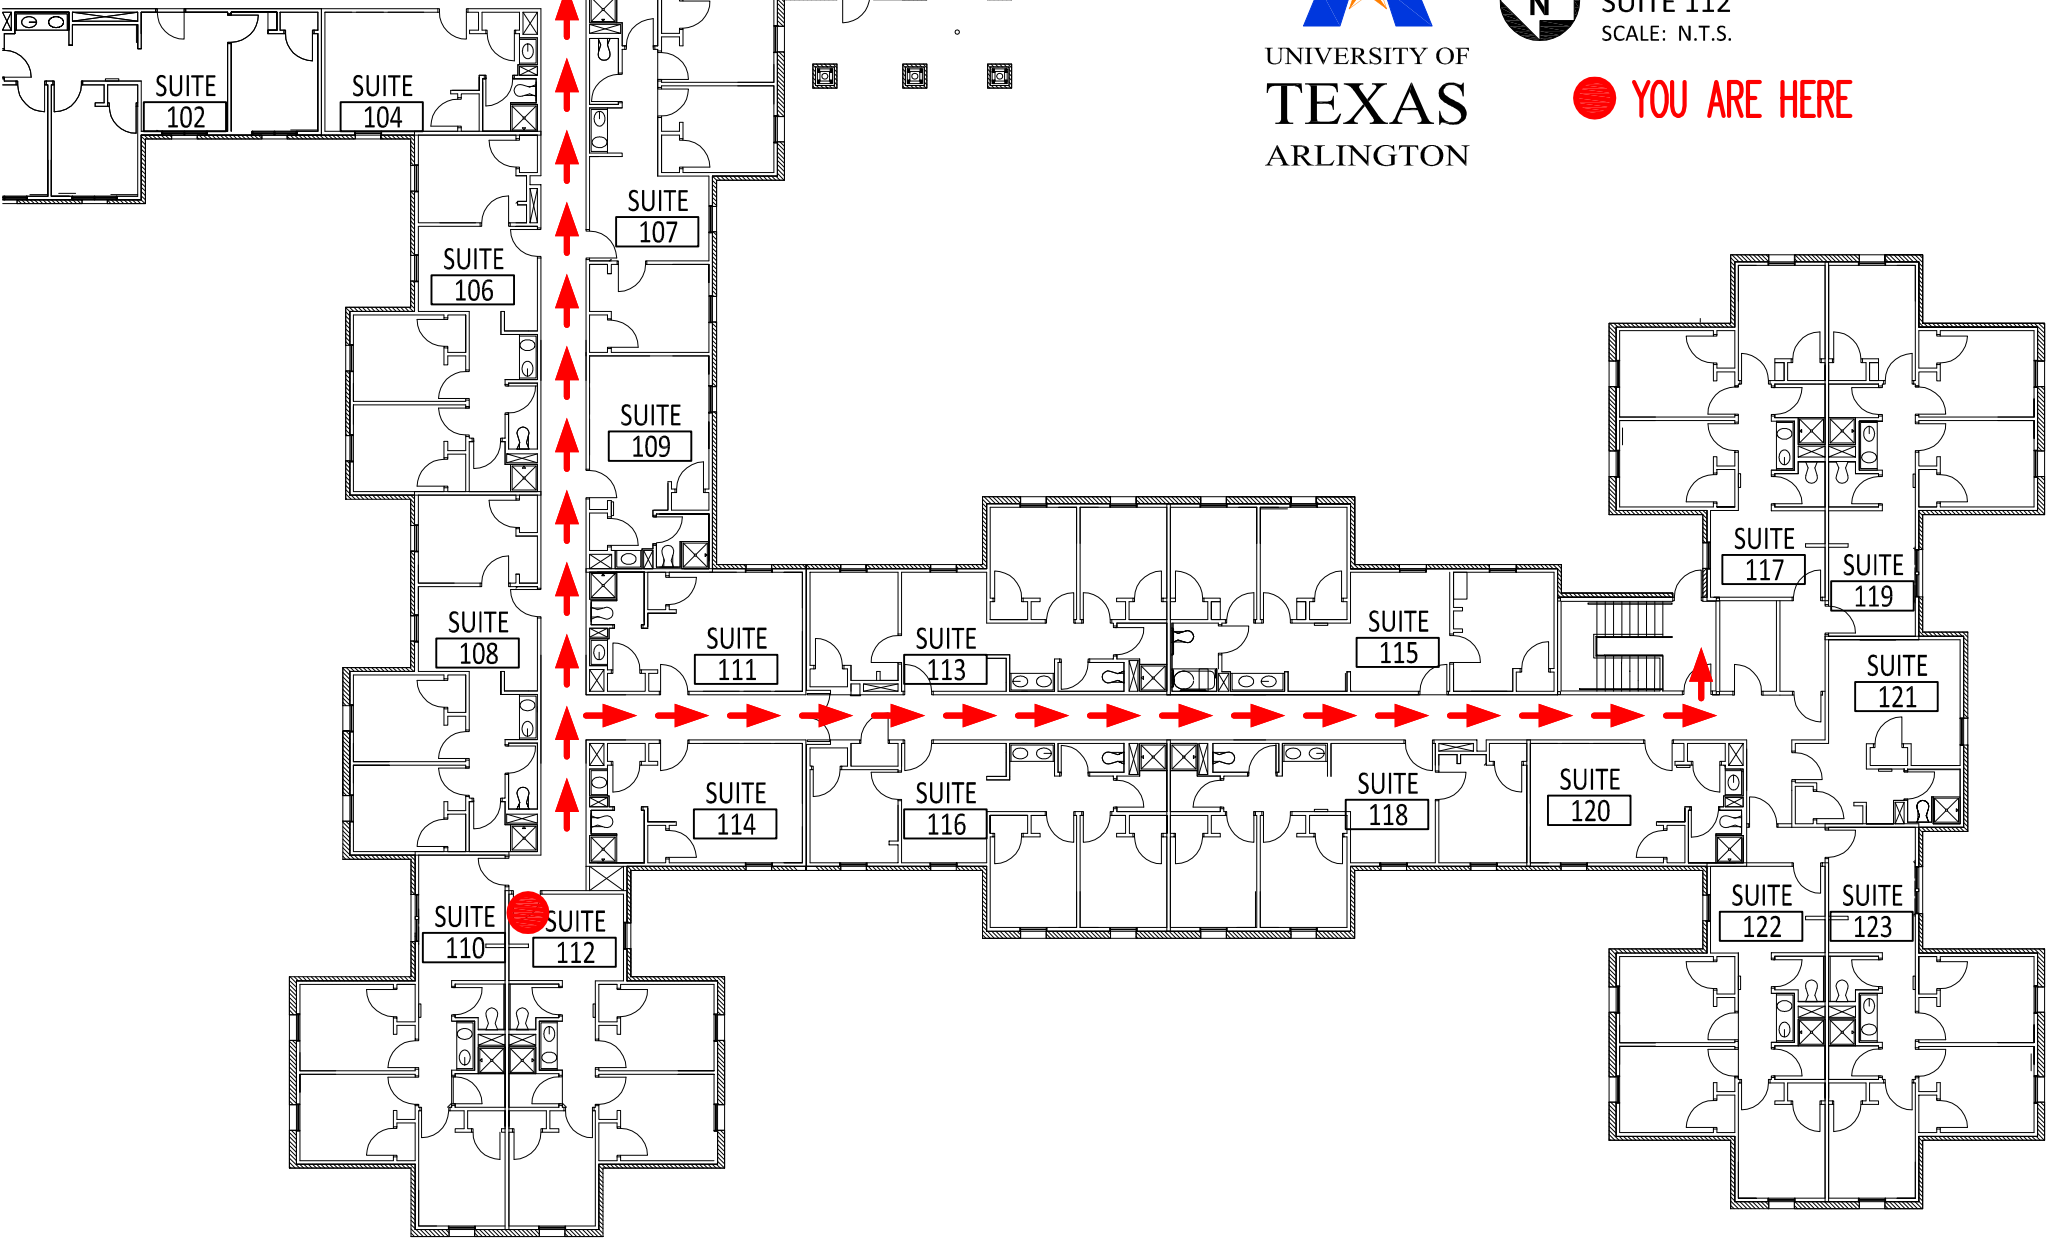 SUITE 112
SCALE: N.T.S.
N
UNIVERSITY OF
TEXAS
ARLINGTON
YOU ARE HERE
SUITE
102
SUITE
104
SUITE
107
SUITE
106
SUITE
109
SUITE
108
SUITE
111
SUITE
113
SUITE
115
SUITE
117
SUITE
119
SUITE
121
SUITE
114
SUITE
116
SUITE
118
SUITE
120
SUITE
110
SUITE
112
SUITE
122
SUITE
123